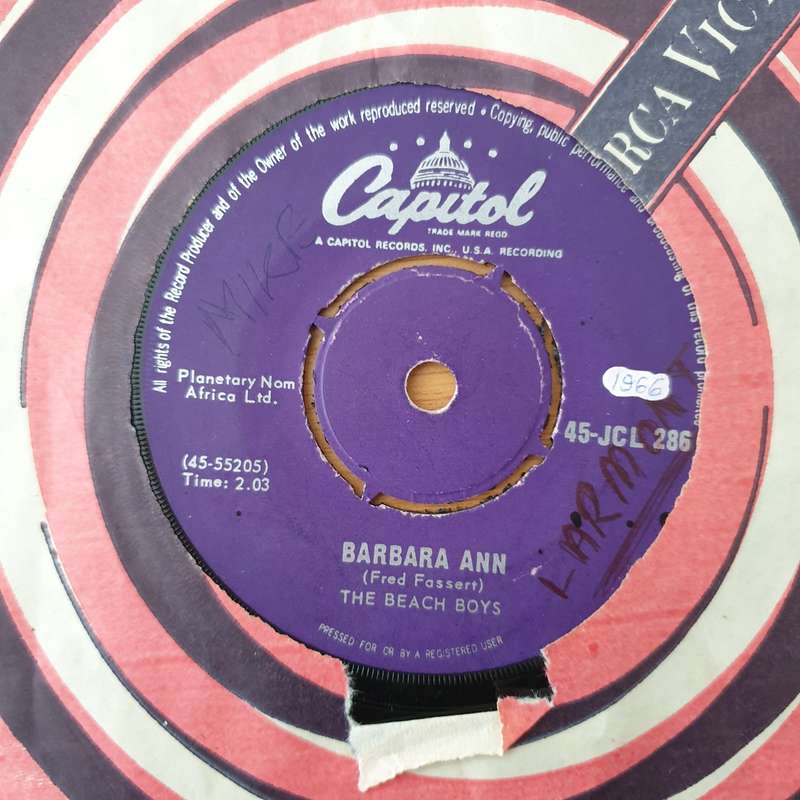 RCA VIC
All rights of the Record Producer and of the Owner of the work reproduced reserved • Copying, public performance and broadcasting of this record prohibited
Capitol
TRADE MARK REGD
A CAPITOL RECORDS, INC., U.S.A. RECORDING
MIKE
Planetary Nom
Africa Ltd.
1966
45-JCL 286
(45-55205)
Time: 2.03
LARMONT
BARBARA ANN
(Fred Fassert)
THE BEACH BOYS
PRESSED FOR OR BY A REGISTERED USER